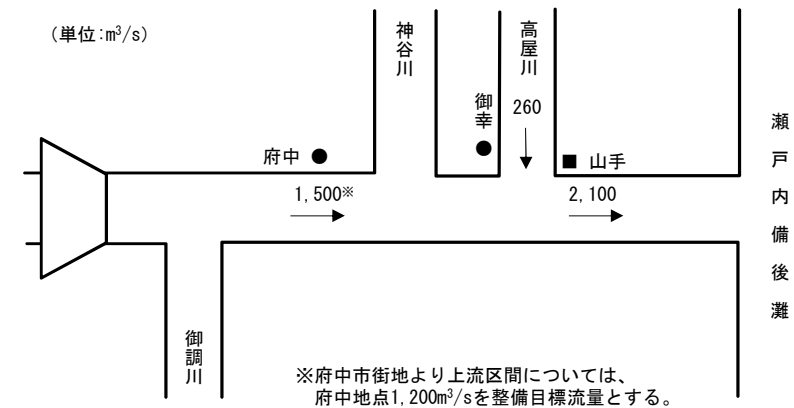 (単位:m³/s)
神谷川
高屋川
御幸
260
府中 ●
■ 山手
1,500※
2,100
瀬戸内備後灘
御調川
※府中市街地より上流区間については、
府中地点1,200m³/sを整備目標流量とする。